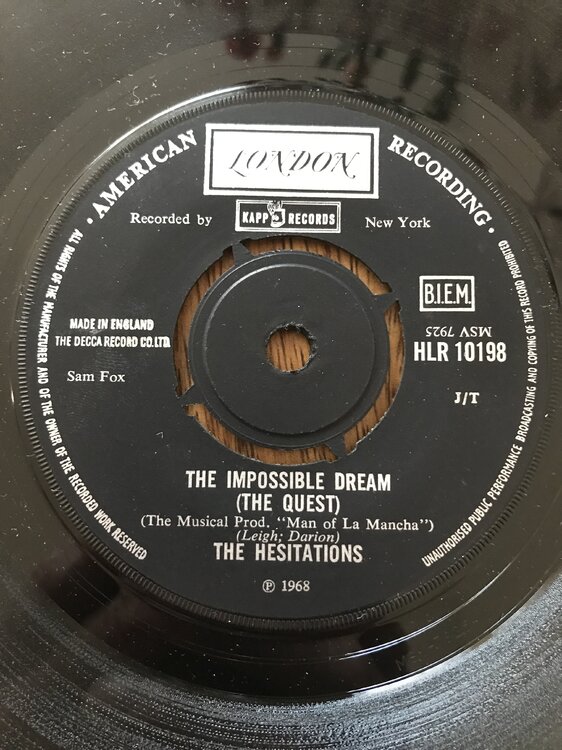 LONDON
· AMERICAN RECORDING ·
Recorded by KAPP RECORDS New York
B.I.E.M.
MADE IN ENGLAND
THE DECCA RECORD CO. LTD.
MSV 7925
HLR 10198
Sam Fox
J/T
THE IMPOSSIBLE DREAM
(THE QUEST)
(The Musical Prod. “Man of La Mancha”)
(Leigh; Darion)
THE HESITATIONS
℗ 1968
ALL RIGHTS OF THE MANUFACTURER AND OF THE OWNER OF THE RECORDED WORK RESERVED
UNAUTHORISED PUBLIC PERFORMANCE BROADCASTING AND COPYING OF THIS RECORD PROHIBITED